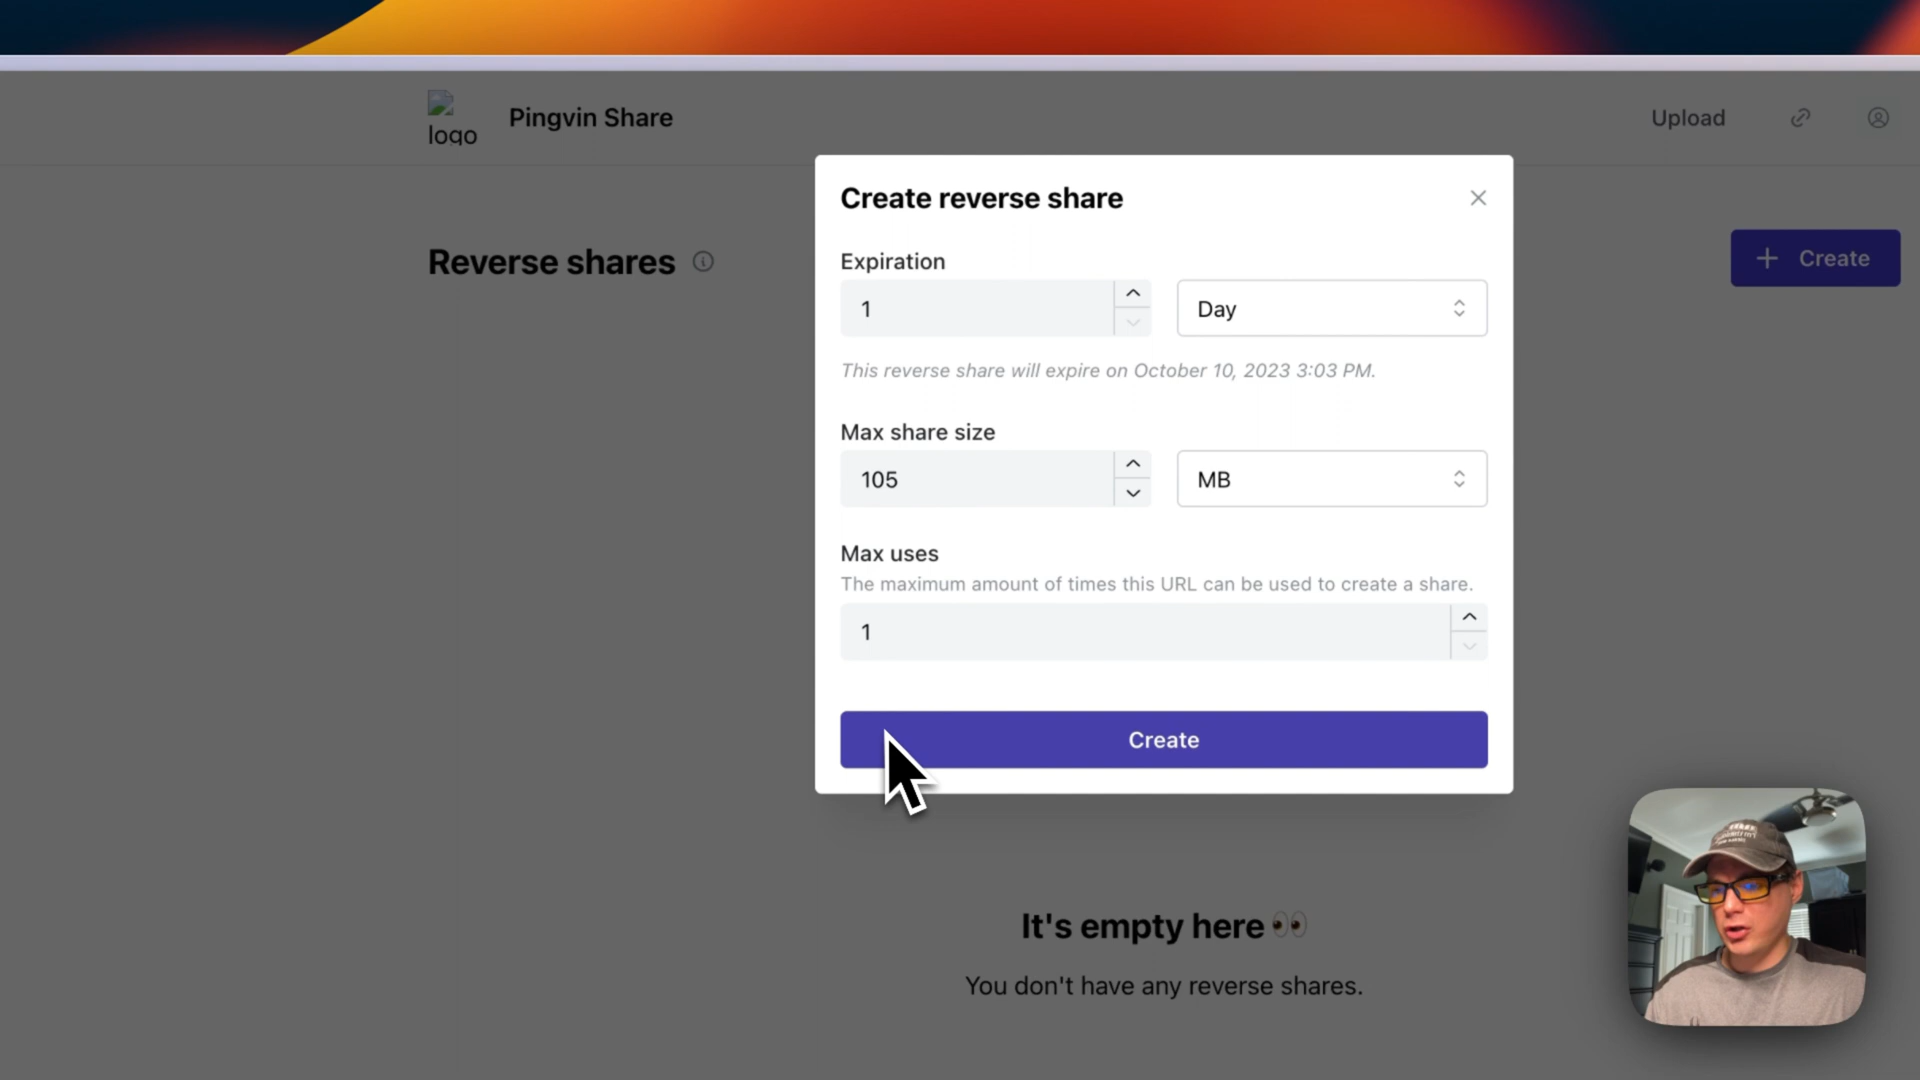 logo
Pingvin Share
Upload
Create reverse share
Reverse shares
Create
Expiration
1
Day
This reverse share will expire on October 10, 2023 3:03 PM.
Max share size
105
MB
Max uses
The maximum amount of times this URL can be used to create a share.
1
Create
It's empty here 👀
You don't have any reverse shares.